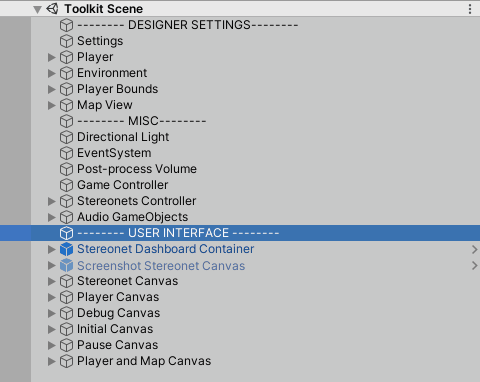 Toolkit Scene
-------- DESIGNER SETTINGS--------
Settings
Player
Environment
Player Bounds
Map View
-------- MISC--------
Directional Light
EventSystem
Post-process Volume
Game Controller
Stereonets Controller
Audio GameObjects
-------- USER INTERFACE --------
Stereonet Dashboard Container
Screenshot Stereonet Canvas
Stereonet Canvas
Player Canvas
Debug Canvas
Initial Canvas
Pause Canvas
Player and Map Canvas